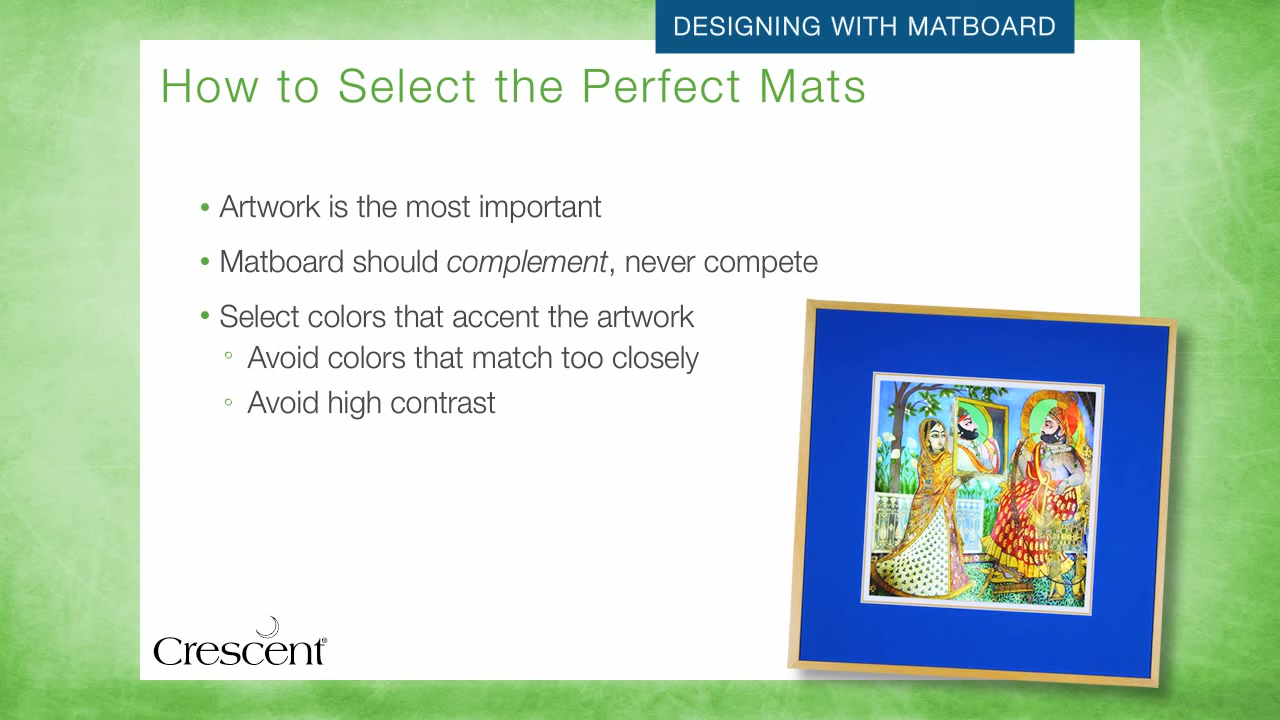 DESIGNING WITH MATBOARD
How to Select the Perfect Mats
• Artwork is the most important
• Matboard should complement, never compete
• Select colors that accent the artwork
◦ Avoid colors that match too closely
◦ Avoid high contrast
Crescent®